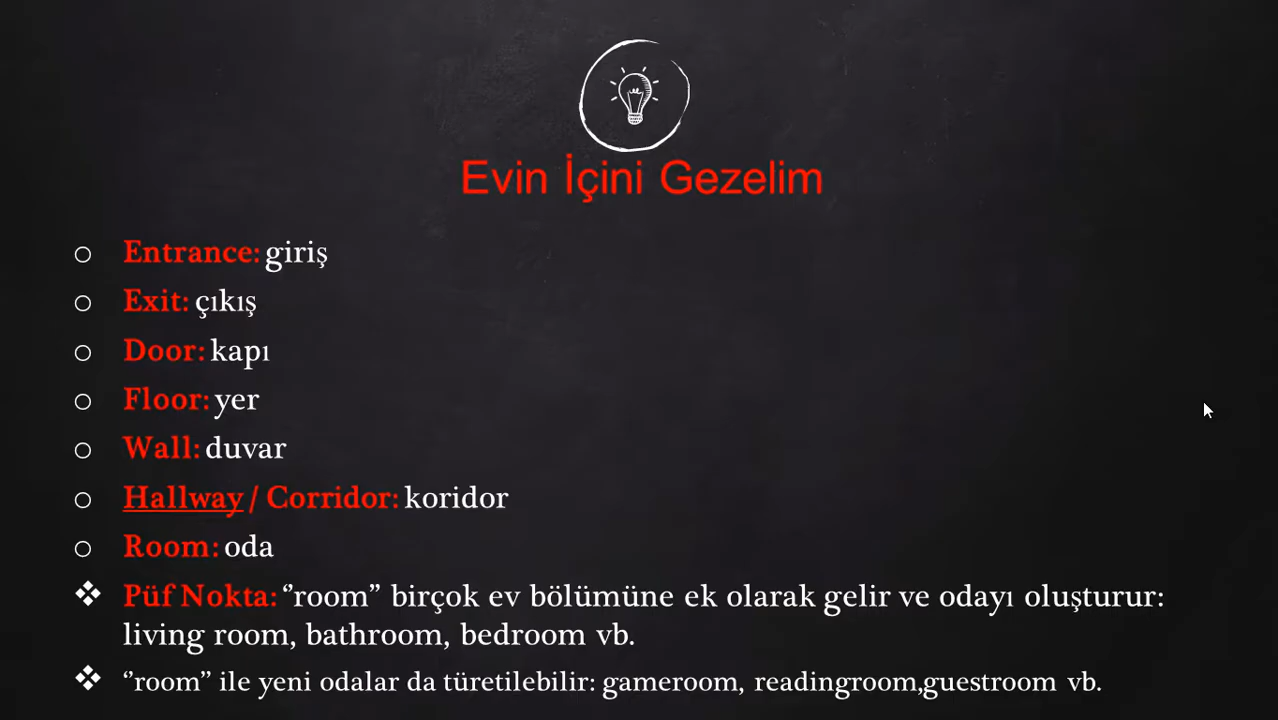 Evin İçini Gezelim
Entrance: giriş
Exit: çıkış
Door: kapı
Floor: yer
Wall: duvar
Hallway / Corridor: koridor
Room: oda
Püf Nokta: ‘’room’’ birçok ev bölümüne ek olarak gelir ve odayı oluşturur:
living room, bathroom, bedroom vb.
‘’room’’ ile yeni odalar da türetilebilir: gameroom, readingroom,guestroom vb.